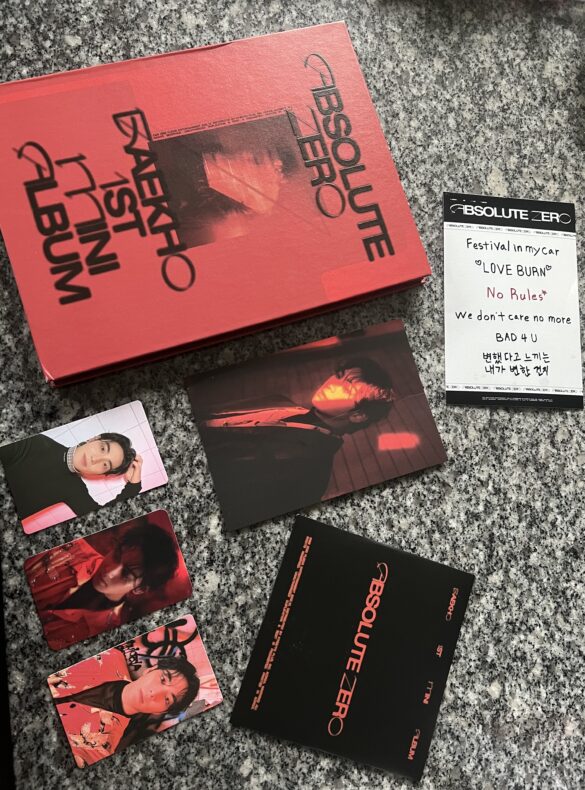 ABSOLUTE
ZERO
BAEKHO
1ST
MINI
ALBUM
ABSOLUTE ZERO
Festival in my car
♡LOVE BURN♡
No Rules*
We don't care no more
BAD 4 U
변했다고 느끼는
내가 변한 건지
ABSOLUTE ZERO
BAEKHO 1ST MINI ALBUM